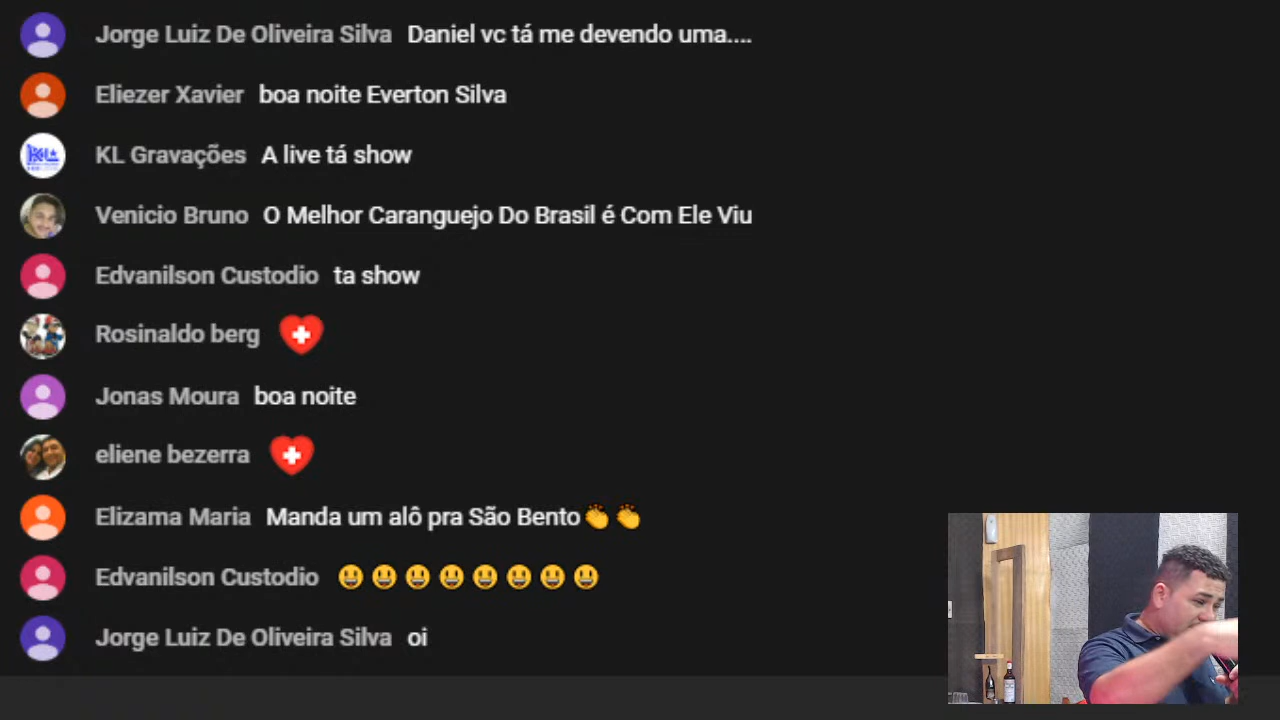 Jorge Luiz De Oliveira Silva Daniel vc tá me devendo uma....
Eliezer Xavier boa noite Everton Silva
KL Gravações A live tá show
Venicio Bruno O Melhor Caranguejo Do Brasil é Com Ele Viu
Edvanilson Custodio ta show
Rosinaldo berg
Jonas Moura boa noite
eliene bezerra
Elizama Maria Manda um alô pra São Bento👏👏
Edvanilson Custodio 😃😃😃😃😃😃😃😃
Jorge Luiz De Oliveira Silva oi